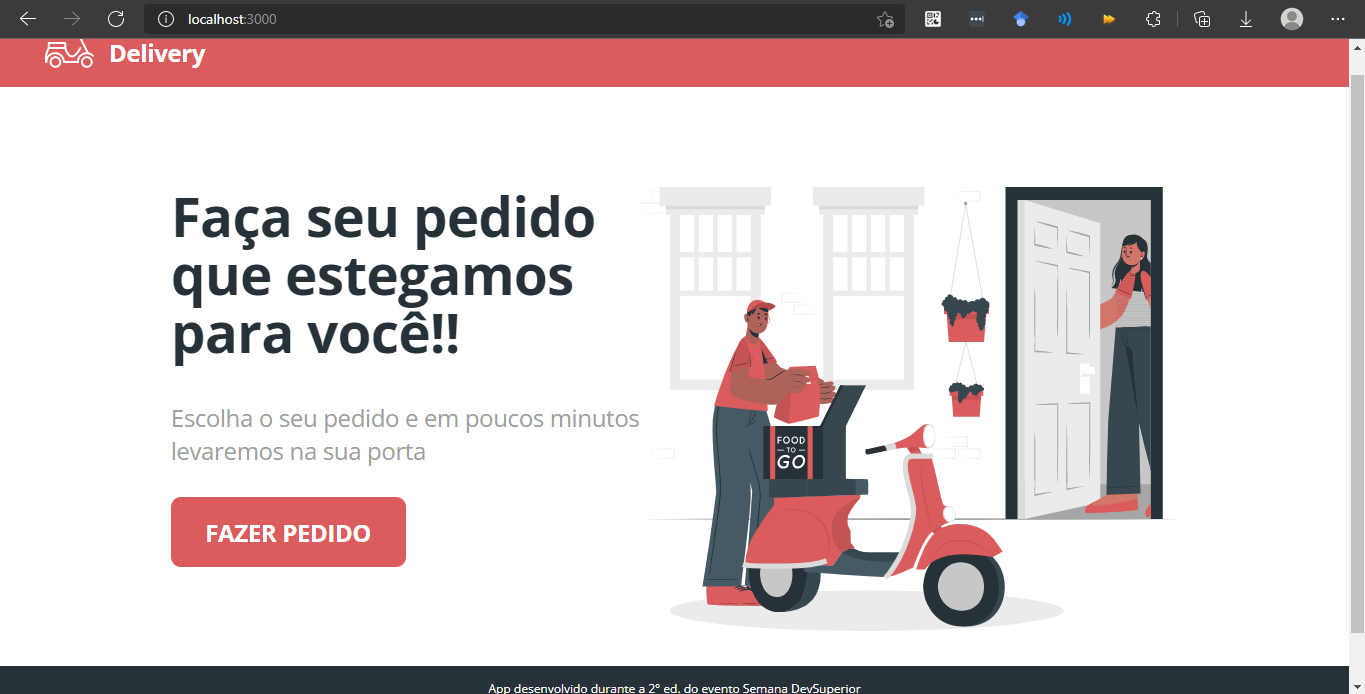 localhost:3000
Delivery
Faça seu pedido
que estegamos
para você!!
Escolha o seu pedido e em poucos minutos
levaremos na sua porta
FAZER PEDIDO
FOOD
TO
GO
App desenvolvido durante a 2º ed. do evento Semana DevSuperior